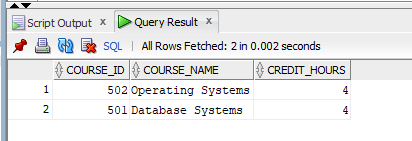 Script Output x Query Result x
SQL | All Rows Fetched: 2 in 0.002 seconds
COURSE_ID COURSE_NAME CREDIT_HOURS
1 502 Operating Systems 4
2 501 Database Systems 4